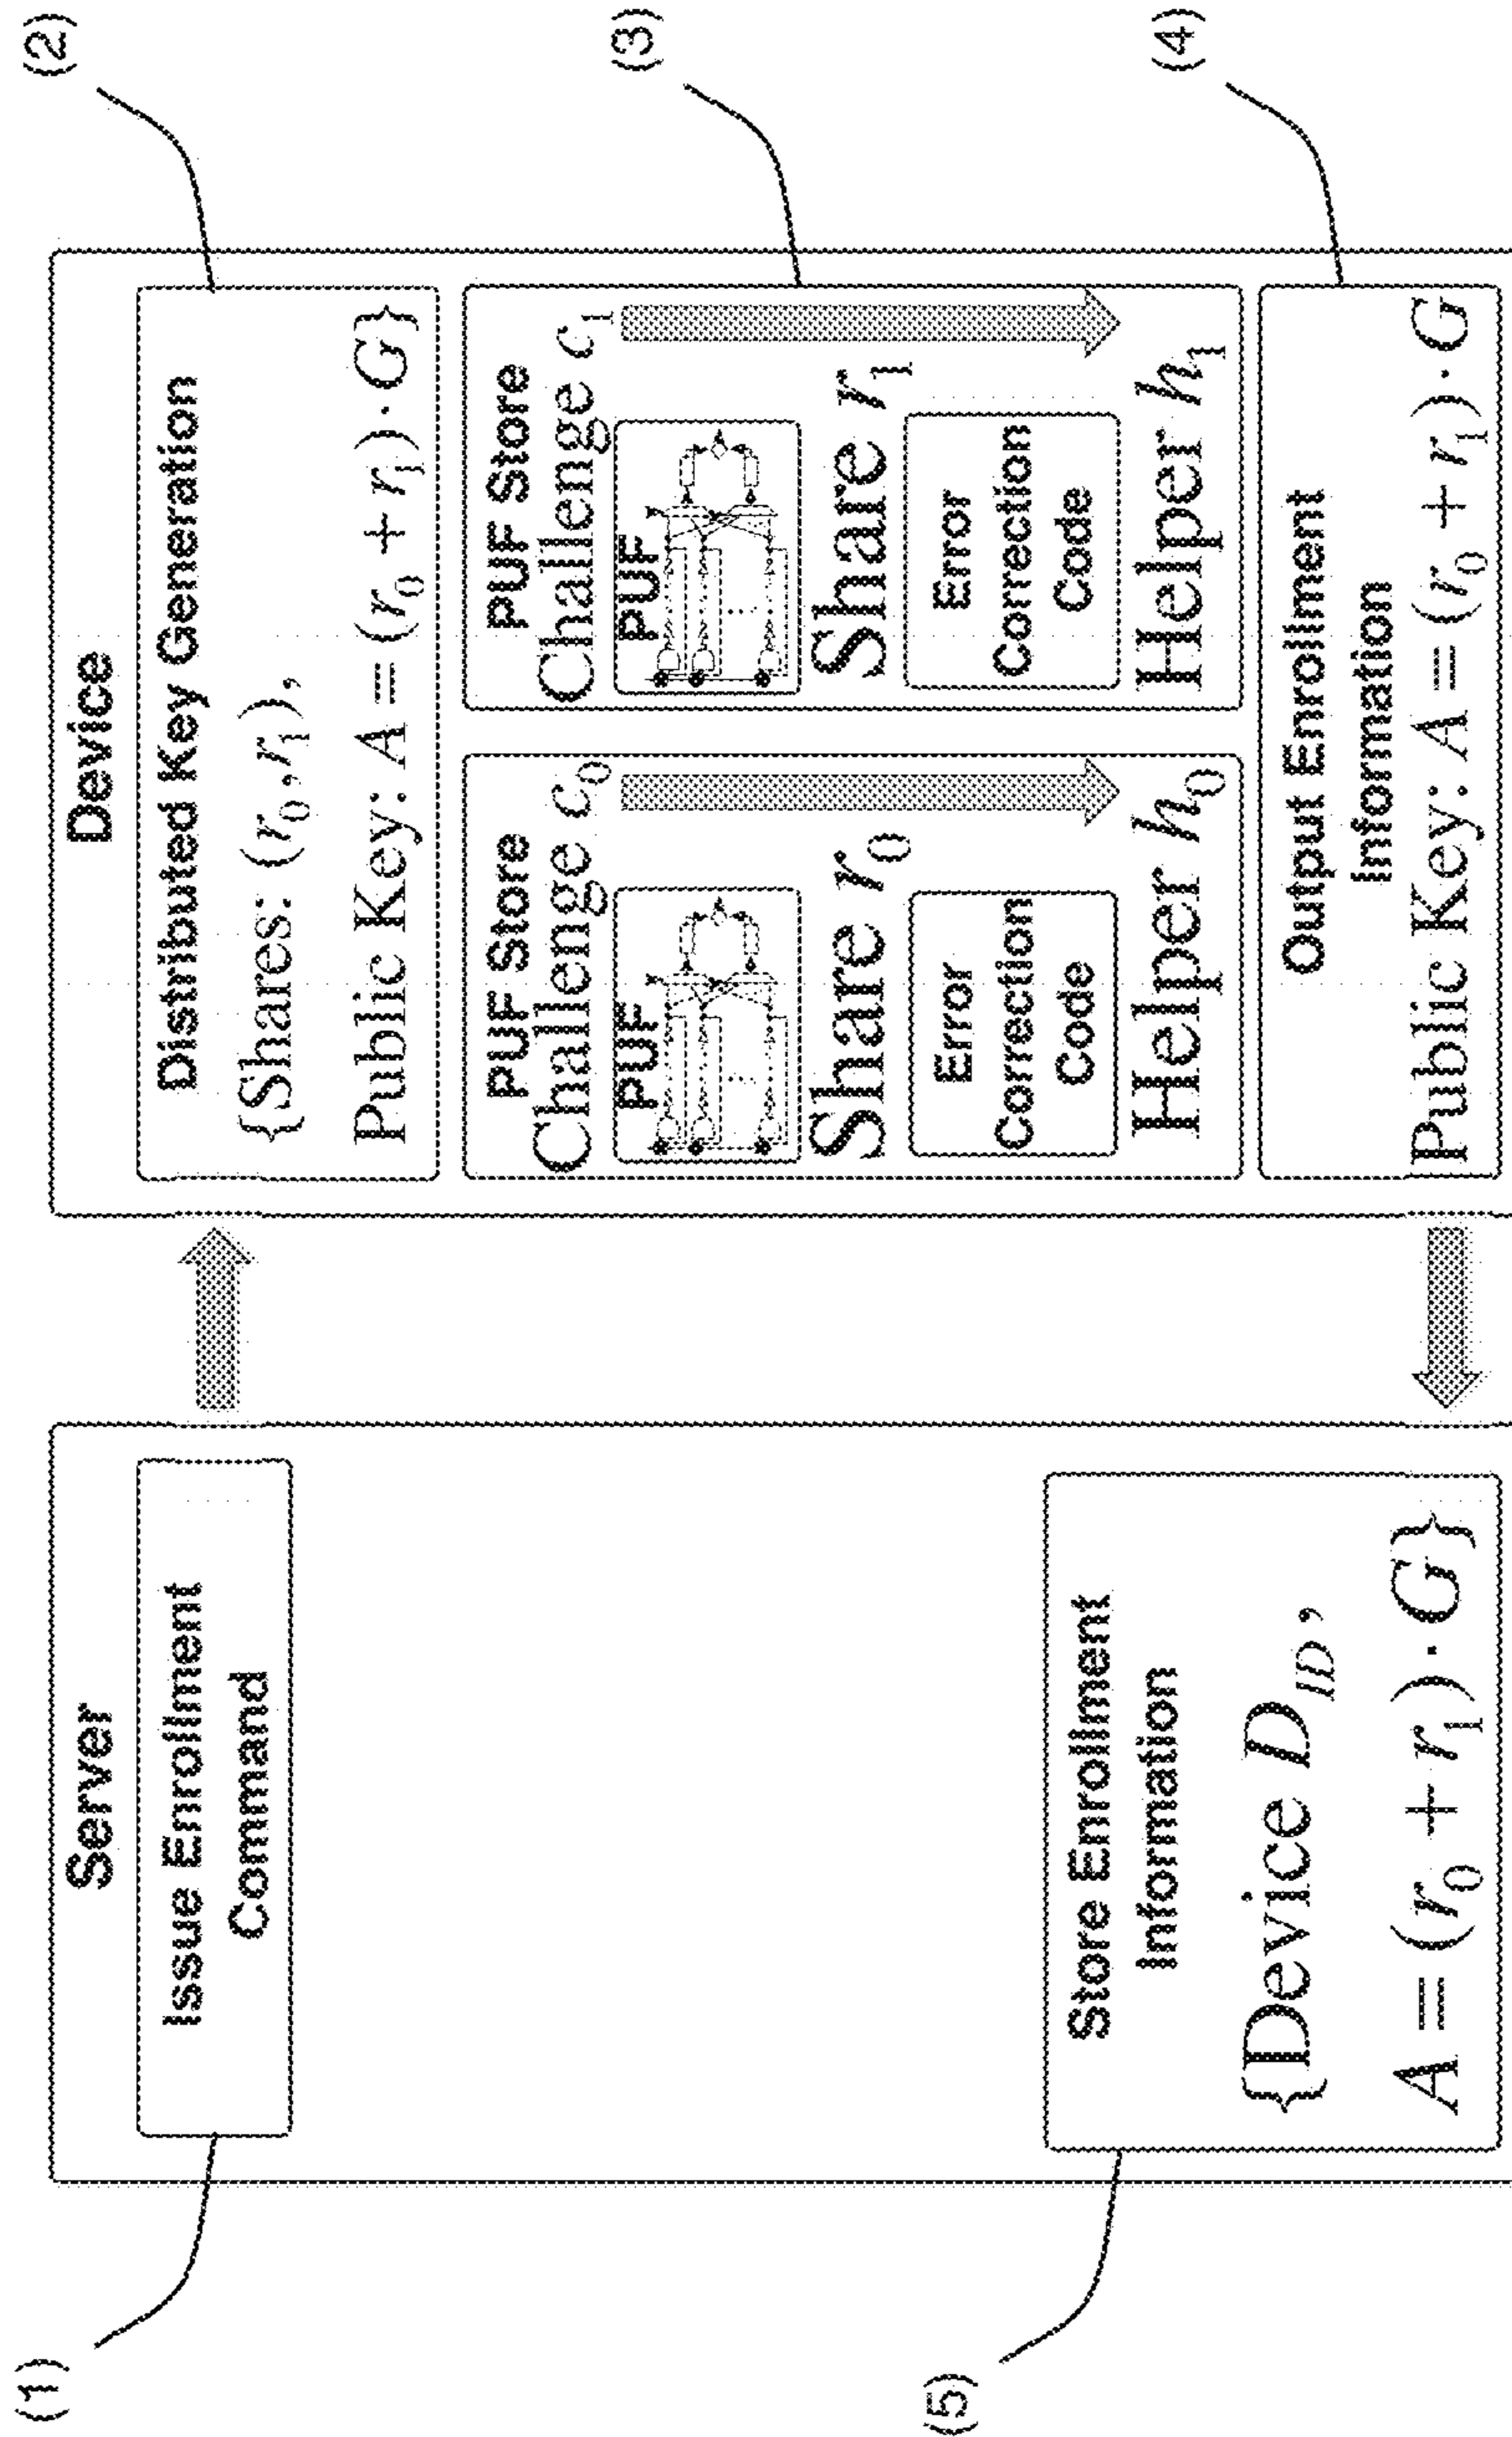 (1)
Server
Issue Enrollment
Command
(5)
Store Enrollment
Information
{Device D_ID,
A = (r_0 + r_1) · G}
(2)
Device
Distributed Key Generation
{Shares: (r_0, r_1),
Public Key: A = (r_0 + r_1) · G}
(3)
PUF Store
Challenge c_0
PUF
...
Share r_0
Error
Correction
Code
Helper h_0
PUF Store
Challenge c_1
PUF
...
Share r_1
Error
Correction
Code
Helper h_1
(4)
Output Enrollment
Information
Public Key: A = (r_0 + r_1) · G